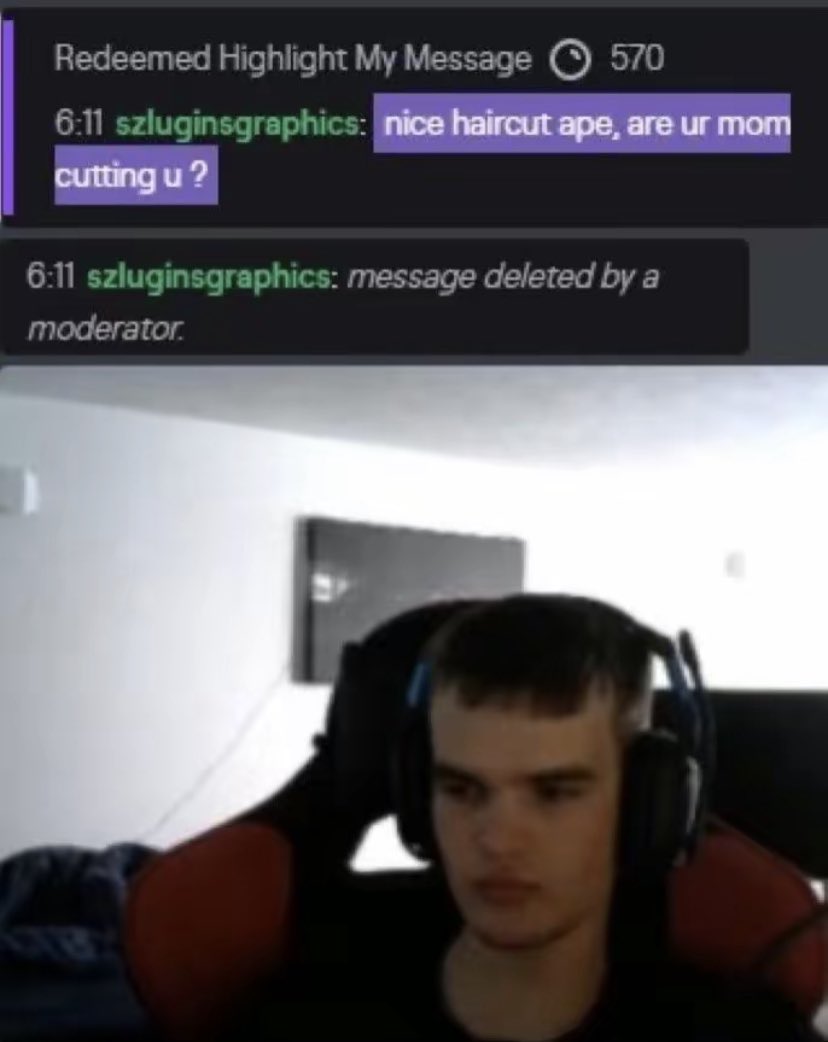 Redeemed Highlight My Message 570
6:11 szluginsgraphics: nice haircut ape, are ur mom
cutting u ?
6:11 szluginsgraphics: message deleted by a
moderator.